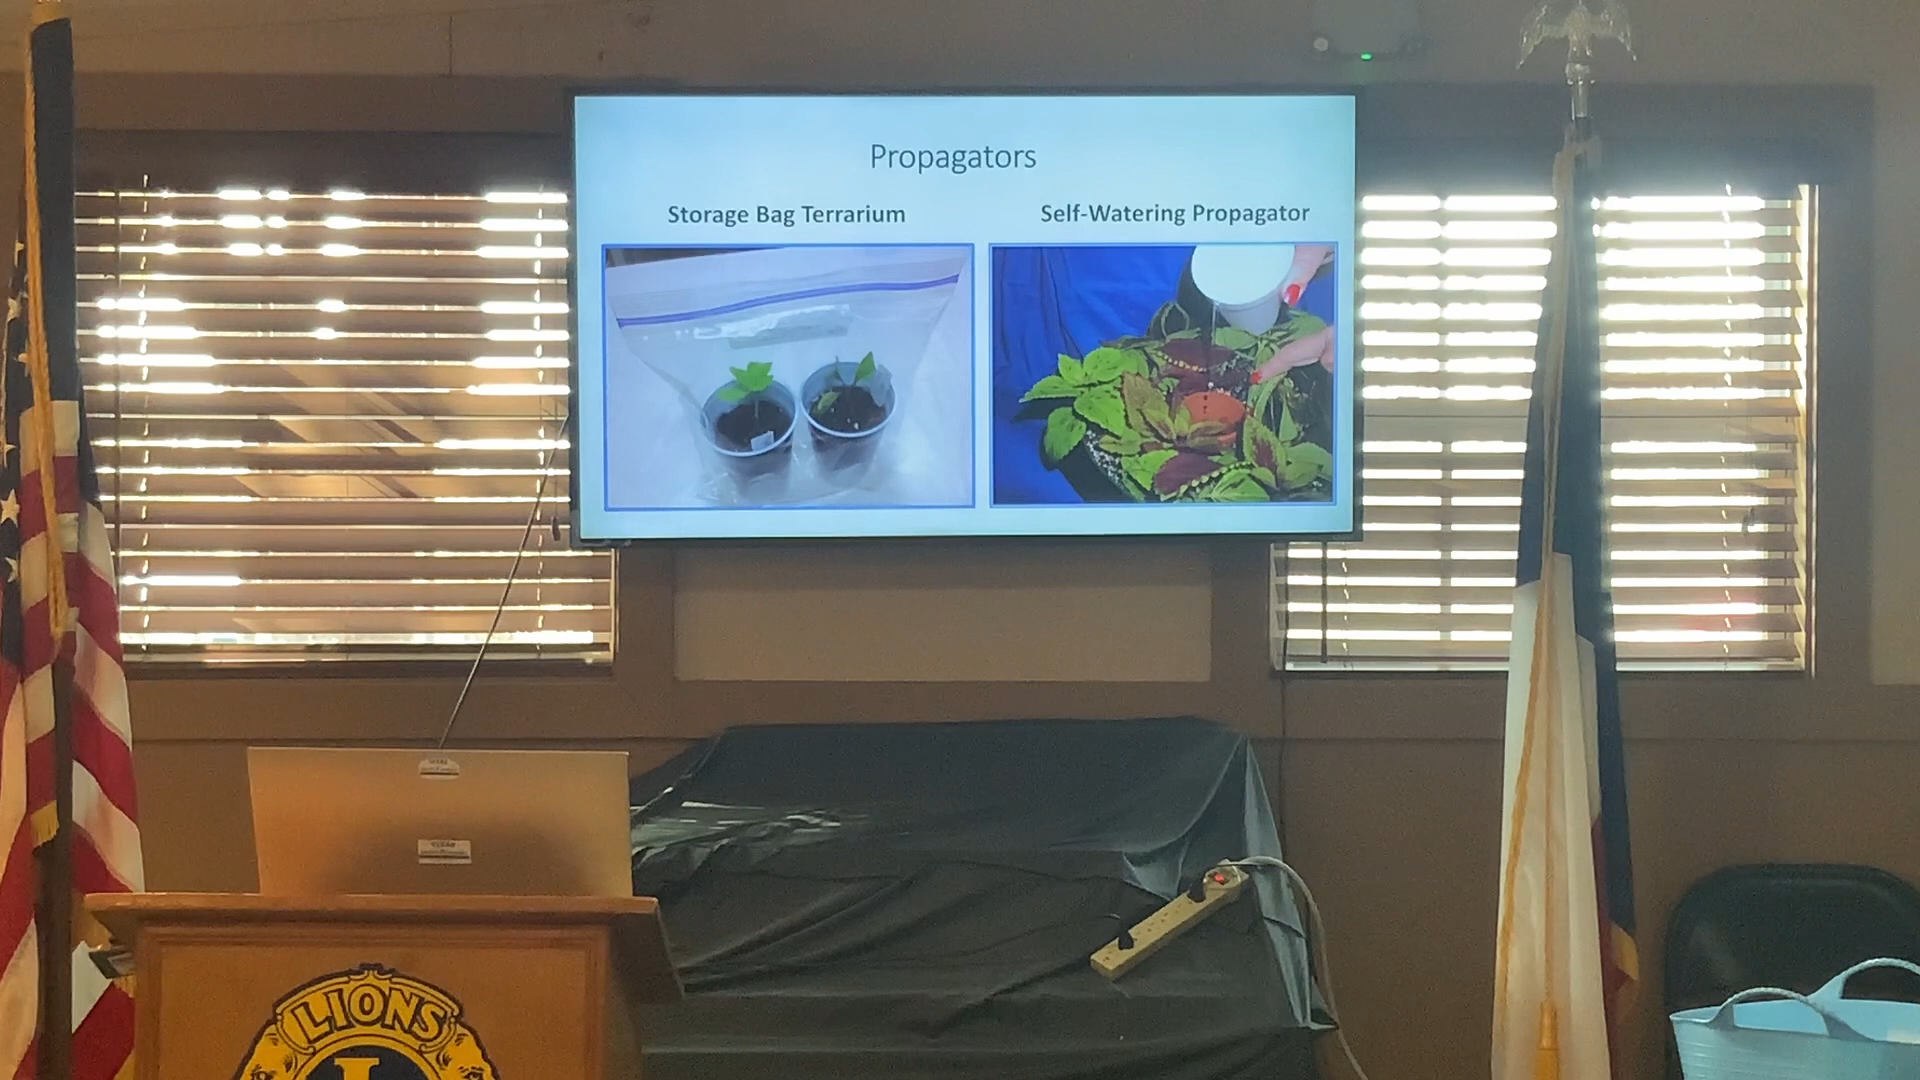 Propagators
Storage Bag Terrarium
Self-Watering Propagator
LIONS
L